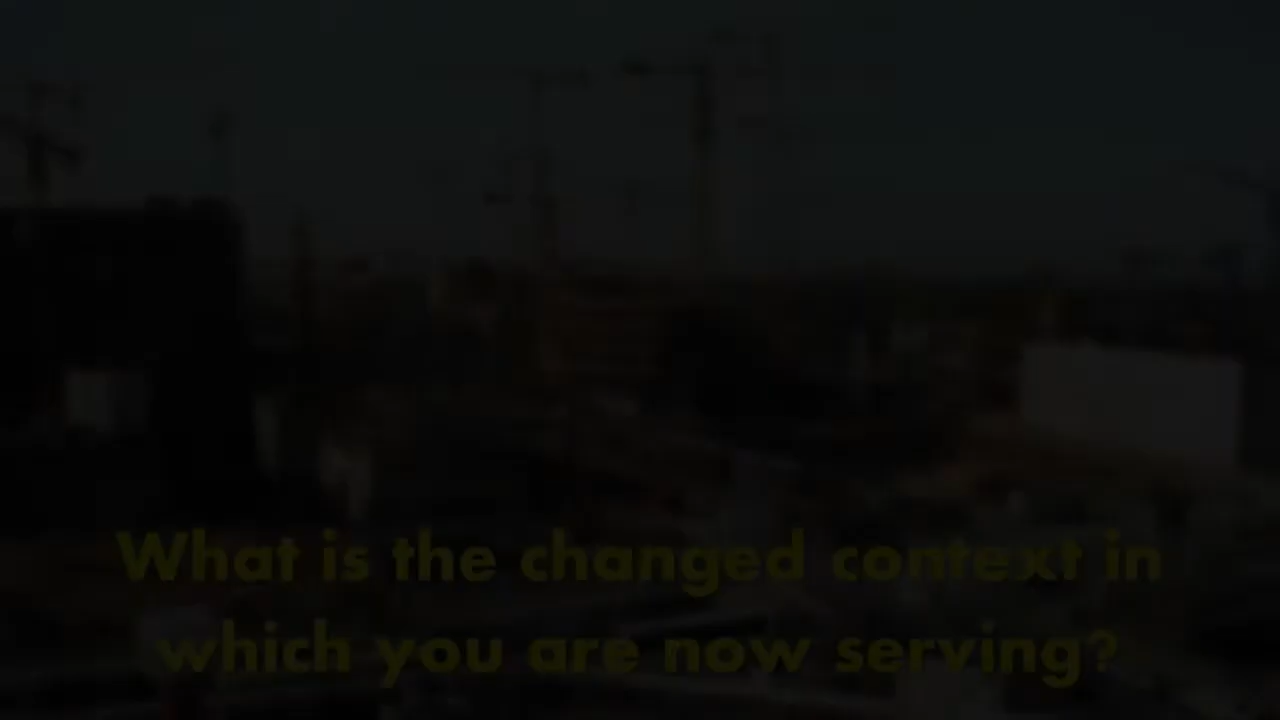 What is the changed context in
which you are now serving?